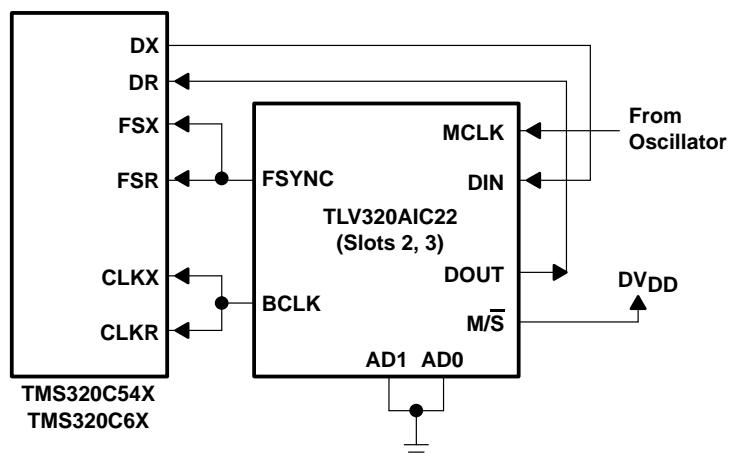 DX
DR
FSX
FSR
CLKX
CLKR
TMS320C54X
TMS320C6X
FSYNC
BCLK
TLV320AIC22
(Slots 2, 3)
MCLK
DIN
DOUT
M/S̅
AD1 AD0
From
Oscillator
DVDD